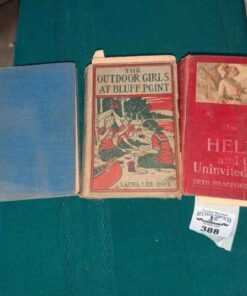 THE
OUTDOOR GIRLS
AT BLUFF POINT
LAURA LEE HOPE
HEL
and
Uninvited
BETH BRADFORD
388